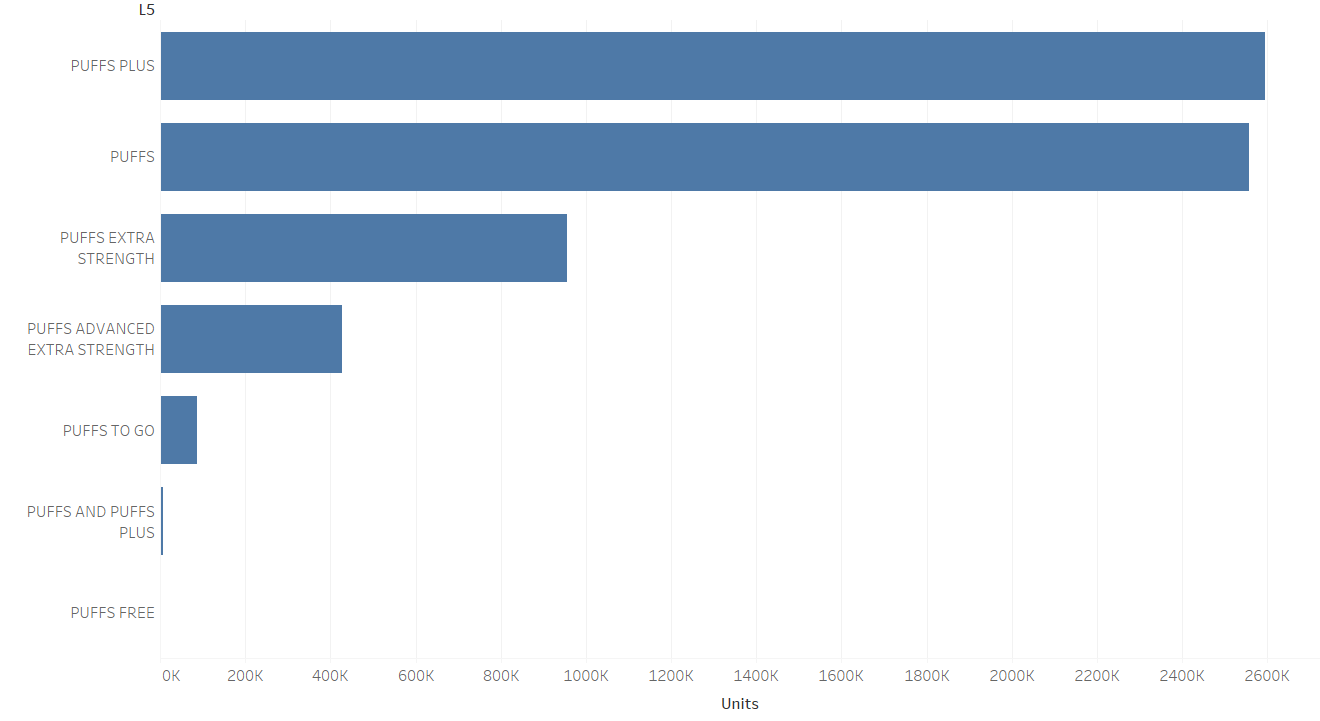 L5
PUFFS PLUS
PUFFS
PUFFS EXTRA
STRENGTH
PUFFS ADVANCED
EXTRA STRENGTH
PUFFS TO GO
PUFFS AND PUFFS
PLUS
PUFFS FREE
0K 200K 400K 600K 800K 1000K 1200K 1400K 1600K 1800K 2000K 2200K 2400K 2600K
Units